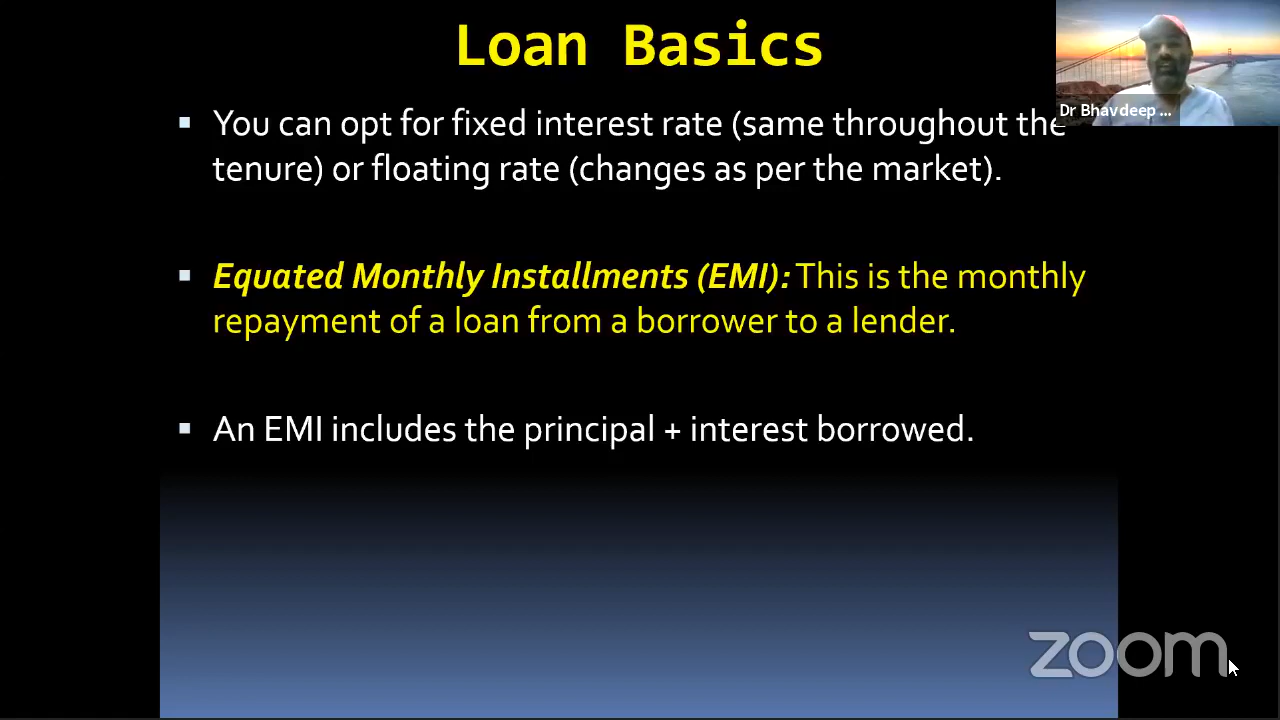 Loan Basics
Dr Bhavdeep ...
▪ You can opt for fixed interest rate (same throughout the
tenure) or floating rate (changes as per the market).
▪ Equated Monthly Installments (EMI): This is the monthly
repayment of a loan from a borrower to a lender.
▪ An EMI includes the principal + interest borrowed.
zoom